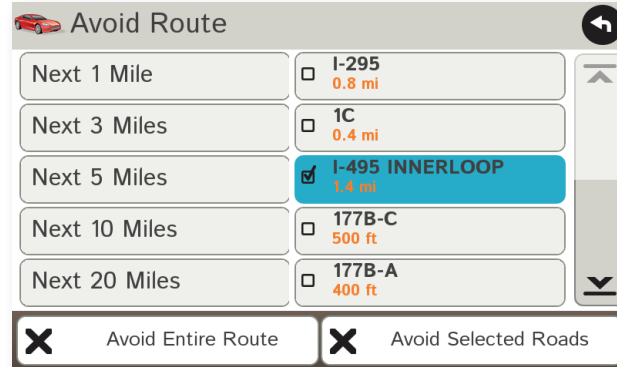 Avoid Route
Next 1 Mile
I-295
0.8 mi
Next 3 Miles
1C
0.4 mi
Next 5 Miles
I-495 INNERLOOP
1.4 mi
Next 10 Miles
177B-C
500 ft
Next 20 Miles
177B-A
400 ft
Avoid Entire Route
Avoid Selected Roads